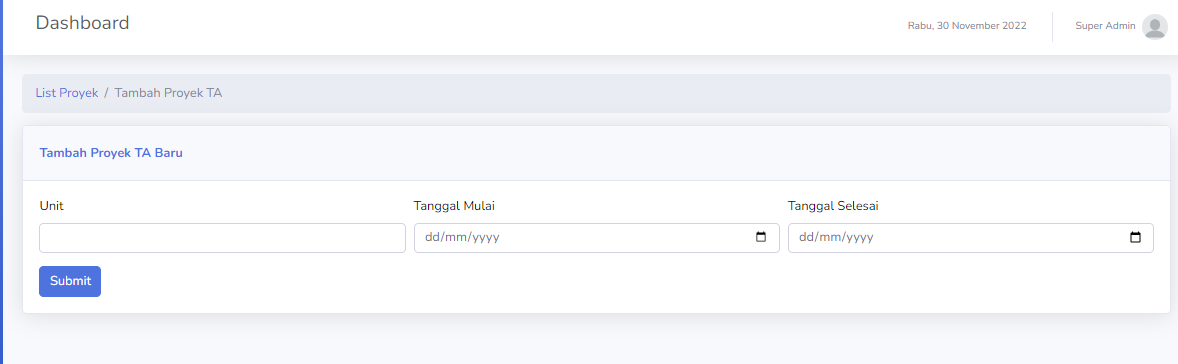 Dashboard
Rabu, 30 November 2022
Super Admin
List Proyek / Tambah Proyek TA
Tambah Proyek TA Baru
Unit
Tanggal Mulai
Tanggal Selesai
dd/mm/yyyy
dd/mm/yyyy
Submit